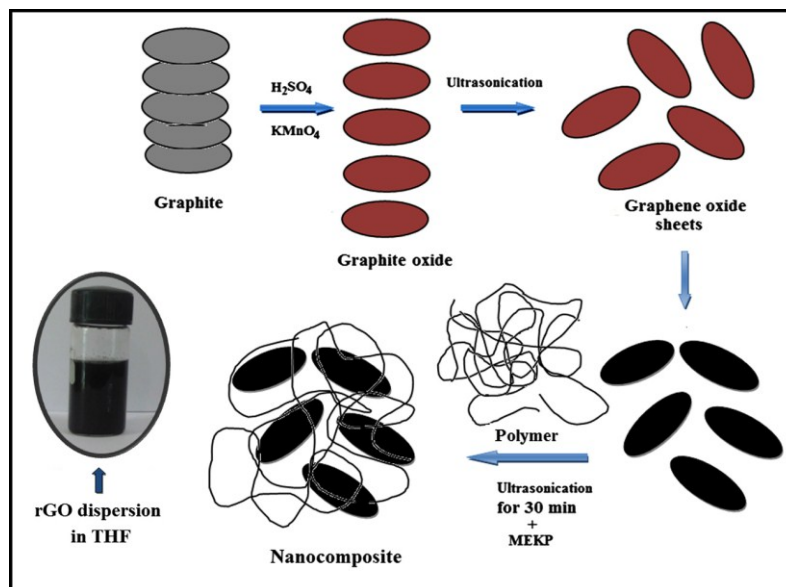 H₂SO₄
KMnO₄
Ultrasonication
Graphite
Graphite oxide
Graphene oxide
sheets
Polymer
Ultrasonication
for 30 min
+
MEKP
Nanocomposite
rGO dispersion
in THF